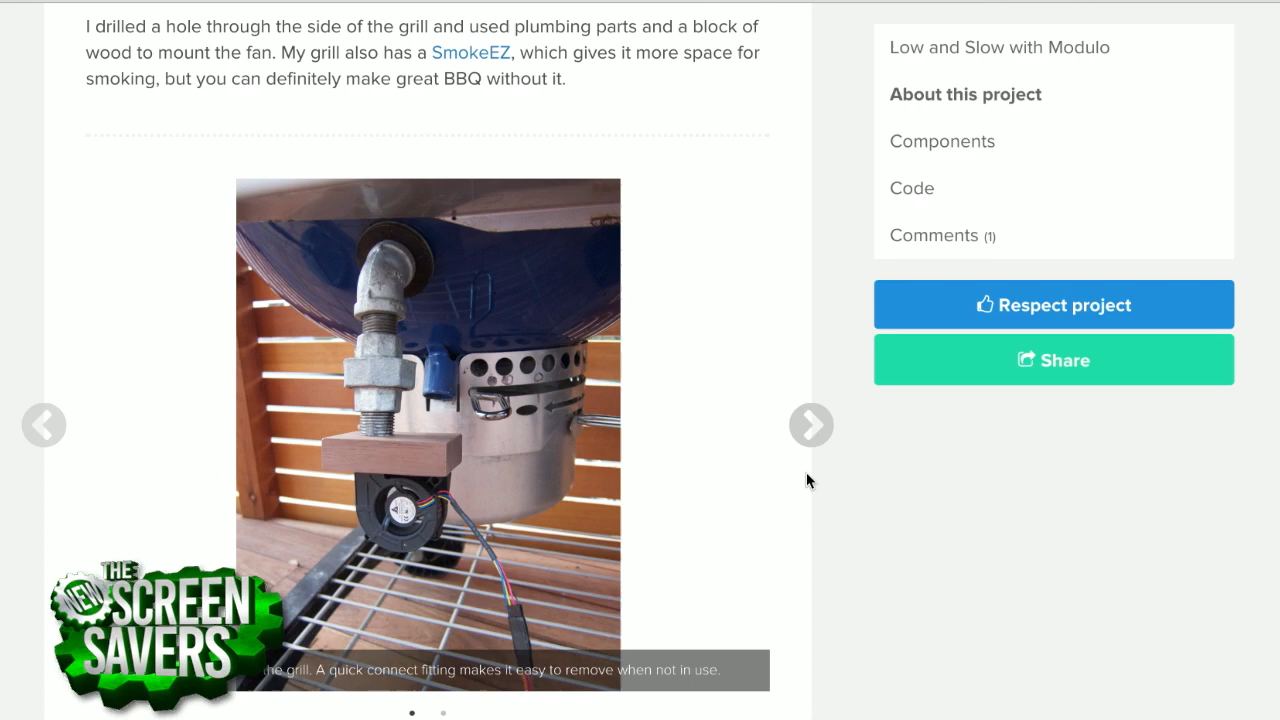 I drilled a hole through the side of the grill and used plumbing parts and a block of
wood to mount the fan. My grill also has a SmokeEZ, which gives it more space for
smoking, but you can definitely make great BBQ without it.
Low and Slow with Modulo
About this project
Components
Code
Comments (1)
Respect project
Share
he grill. A quick connect fitting makes it easy to remove when not in use.
THE
NEW
SCREEN
SAVERS